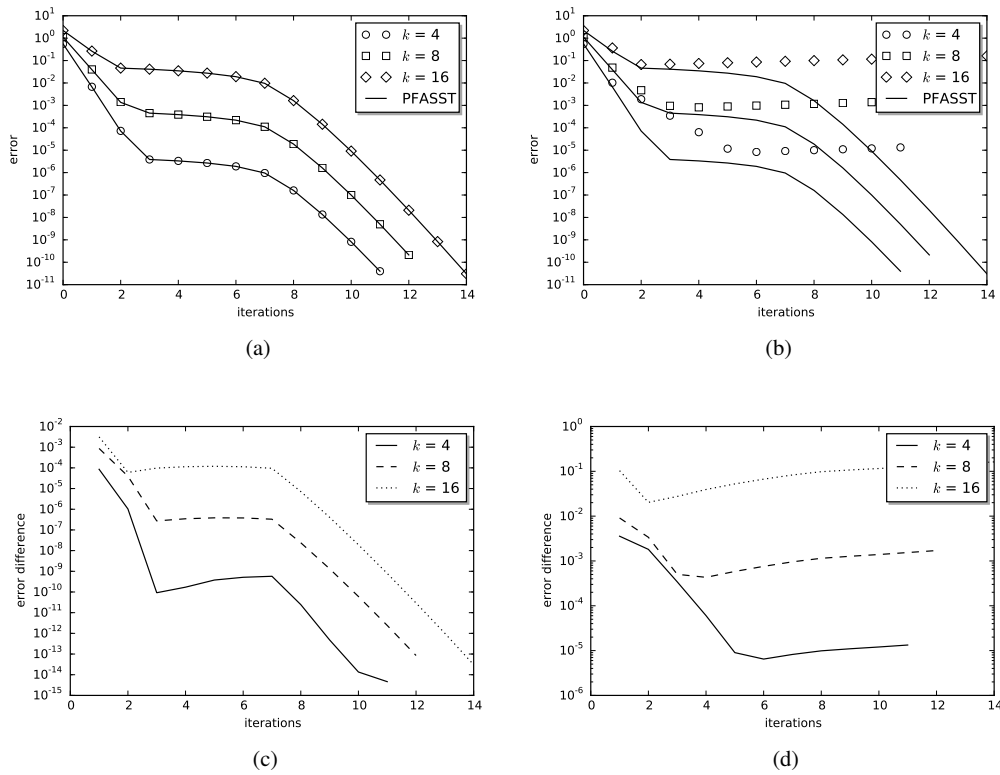 10^1
10^0
10^-1
10^-2
10^-3
10^-4
10^-5
10^-6
10^-7
10^-8
10^-9
10^-10
10^-11
error
0 2 4 6 8 10 12 14
iterations
k = 4
k = 8
k = 16
PFASST
(a)
10^1
10^0
10^-1
10^-2
10^-3
10^-4
10^-5
10^-6
10^-7
10^-8
10^-9
10^-10
10^-11
error
0 2 4 6 8 10 12 14
iterations
k = 4
k = 8
k = 16
PFASST
(b)
10^-2
10^-3
10^-4
10^-5
10^-6
10^-7
10^-8
10^-9
10^-10
10^-11
10^-12
10^-13
10^-14
10^-15
error difference
0 2 4 6 8 10 12 14
iterations
k = 4
k = 8
k = 16
(c)
10^0
10^-1
10^-2
10^-3
10^-4
10^-5
10^-6
error difference
0 2 4 6 8 10 12 14
iterations
k = 4
k = 8
k = 16
(d)